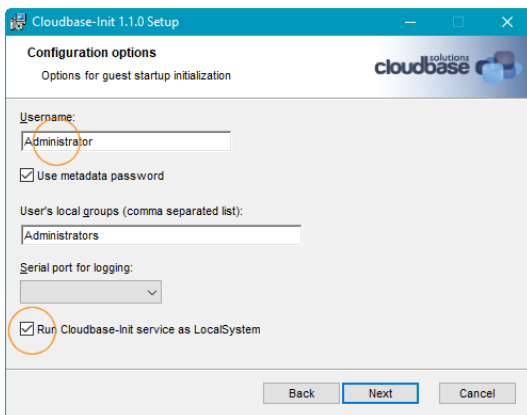 Cloudbase-Init 1.1.0 Setup
Configuration options
Options for guest startup initialization
cloudbase solutions
Username:
Administrator
Use metadata password
User's local groups (comma separated list):
Administrators
Serial port for logging:
Run Cloudbase-Init service as LocalSystem
Back Next Cancel